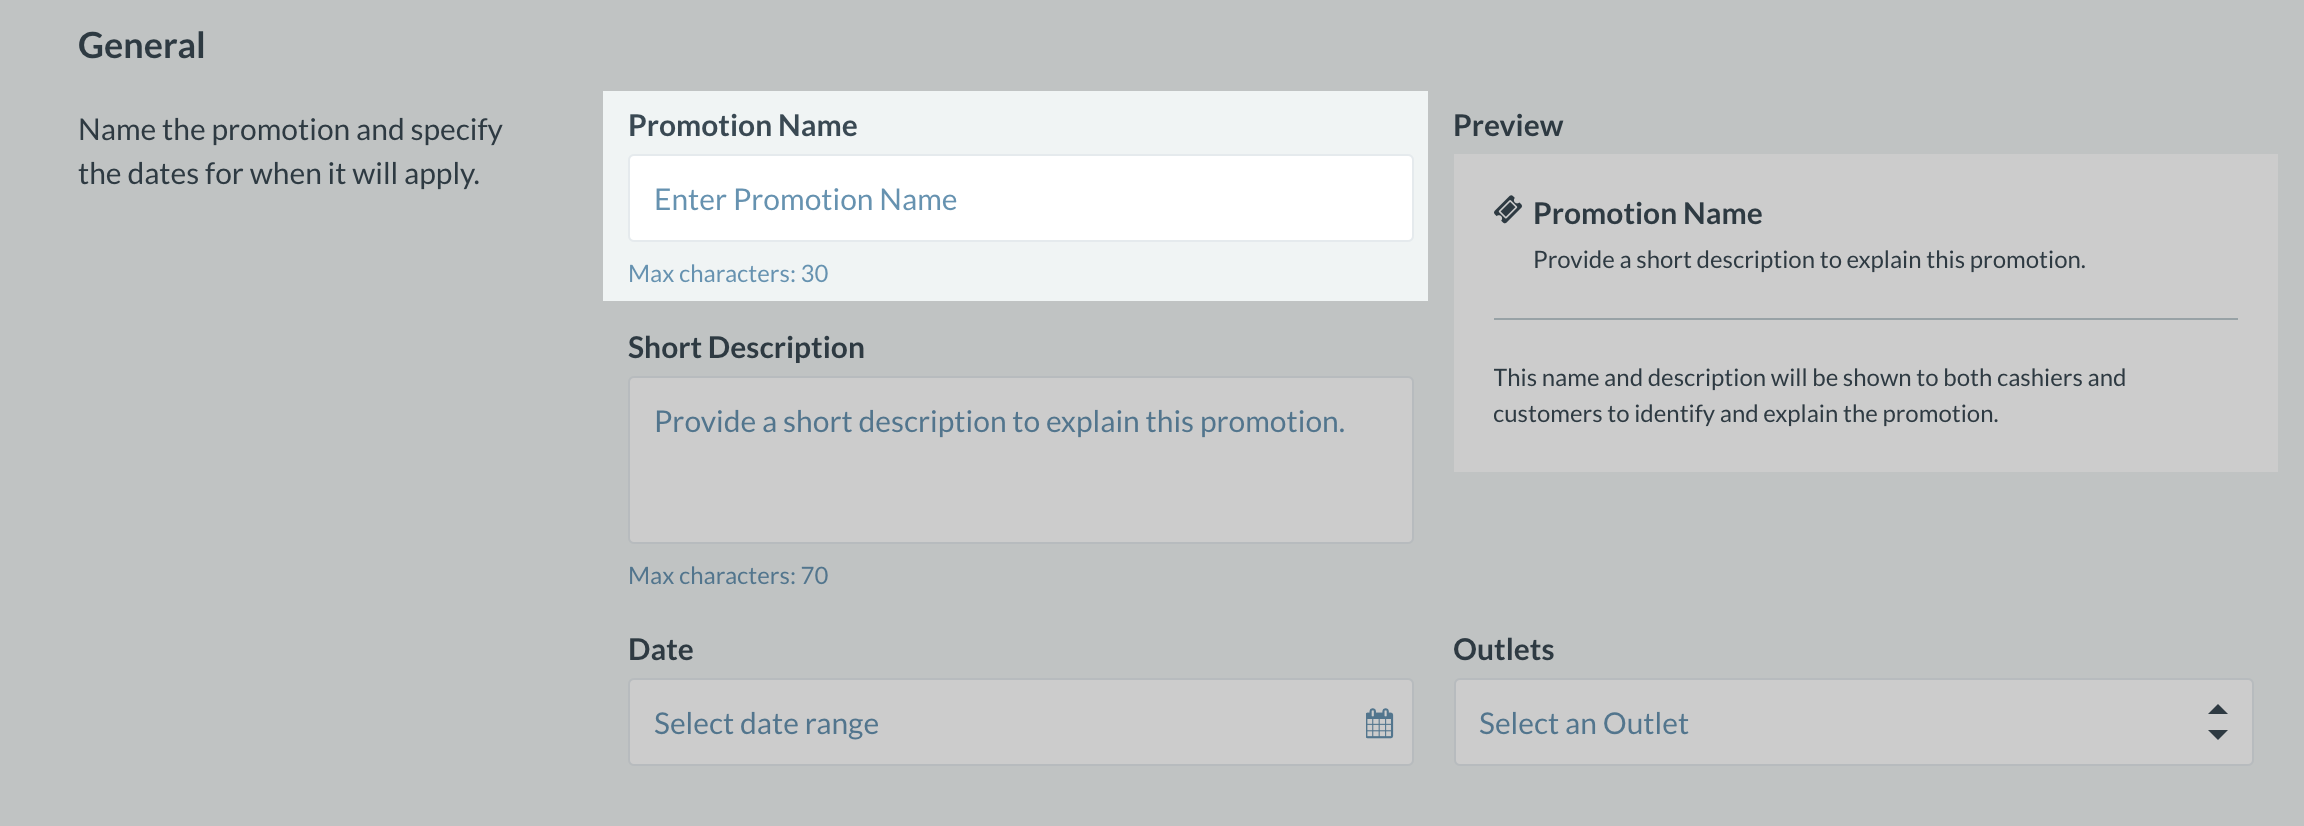 General
Name the promotion and specify
the dates for when it will apply.
Promotion Name
Enter Promotion Name
Max characters: 30
Short Description
Provide a short description to explain this promotion.
Max characters: 70
Preview
Promotion Name
Provide a short description to explain this promotion.
This name and description will be shown to both cashiers and
customers to identify and explain the promotion.
Date
Select date range
Outlets
Select an Outlet